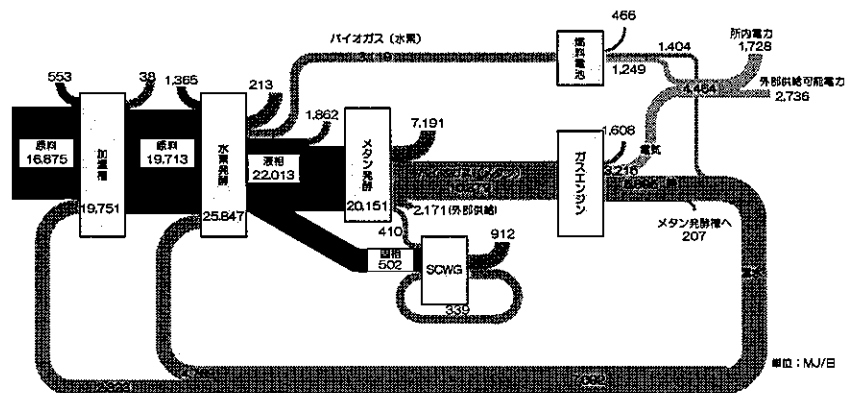 バイオガス（水素）
燃料電池
466
1,404
1,249
所内電力
1,728
外部供給可能電力
2,736
4,464
553
38
1,365
213
1,862
7,191
1,608
電気
3,216
原料
16,875
加温槽
19,751
原料
19,713
水素発酵
25,847
液相
22,013
メタン発酵
20,151
ガスエンジン
2,171(外部供給)
410
912
固相
502
SCWG
339
メタン発酵槽へ
207
単位：MJ/日